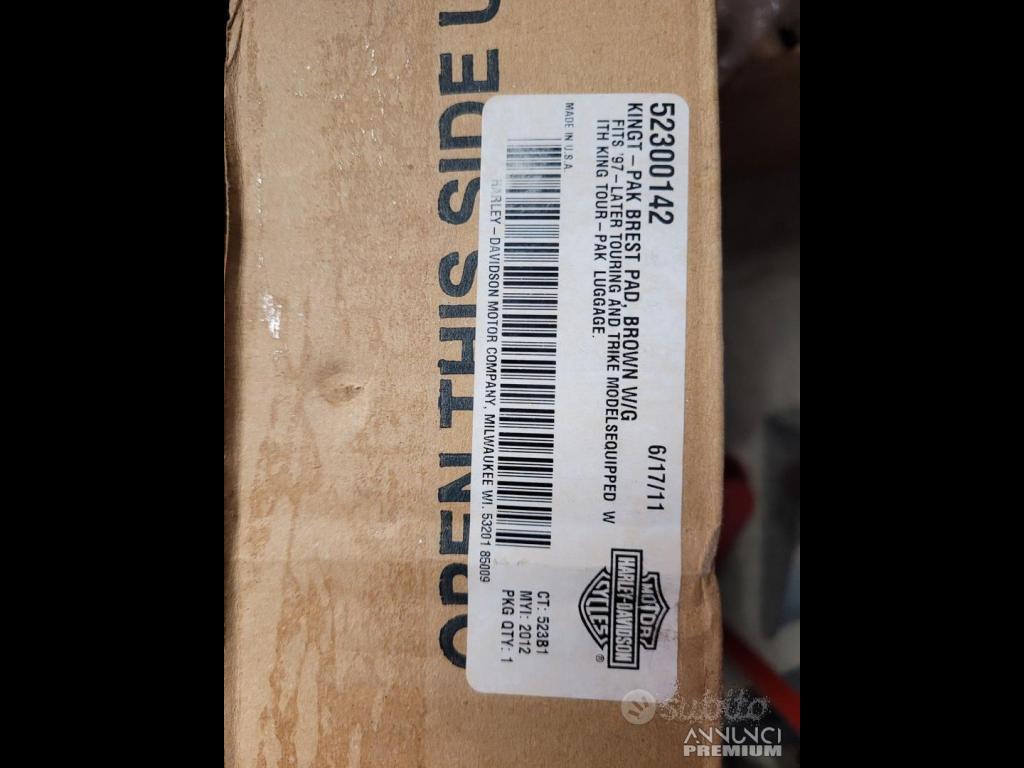 OPEN THIS SIDE U
52300142
6/17/11
KINGT-PAK BREST PAD, BROWN W/G
FITS '97-LATER TOURING AND TRIKE MODELSEQUIPPED W
ITH KING TOUR-PAK LUGGAGE.
MADE IN U.S.A.
HARLEY-DAVIDSON MOTOR COMPANY, MILWAUKEE WI. 53201 85009
CT: 523B1
MYI: 2012
PKG QTY: 1
MOTOR
HARLEY-DAVIDSON
CYCLES
®
subito
ANNUNCI
PREMIUM